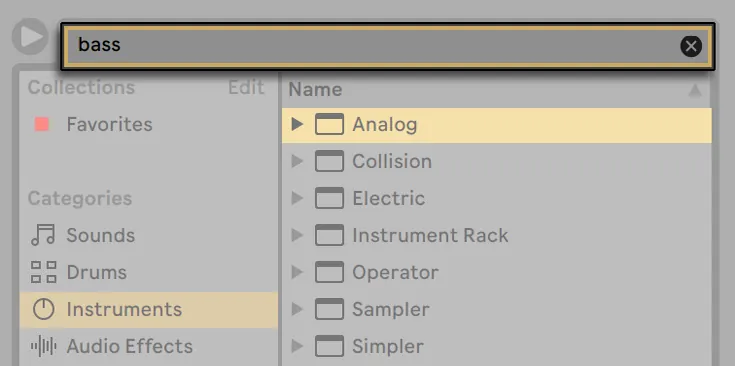 bass
Collections Edit
Favorites
Categories
Sounds
Drums
Instruments
Audio Effects
Name
Analog
Collision
Electric
Instrument Rack
Operator
Sampler
Simpler